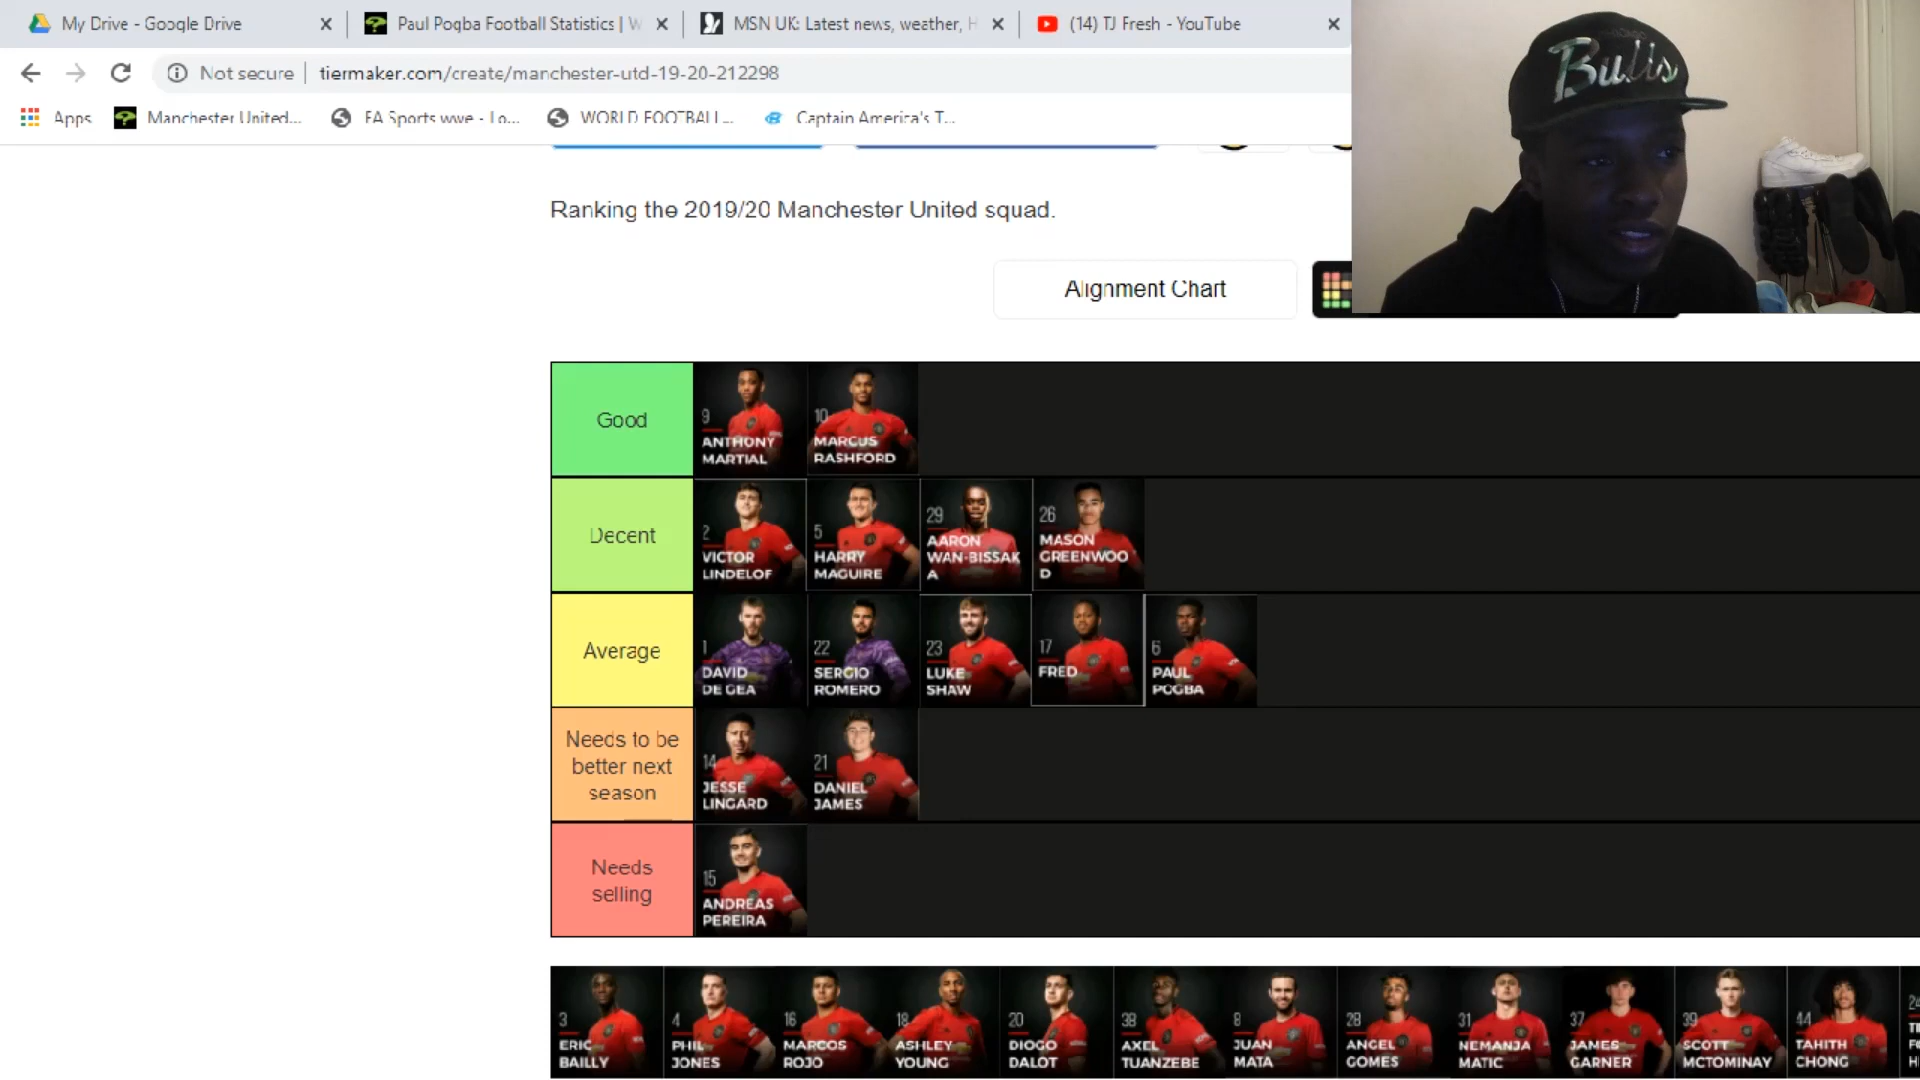 My Drive - Google Drive
Paul Pogba Football Statistics | W
MSN UK: Latest news, weather, H
(14) TJ Fresh - YouTube
Not secure
tiermaker.com/create/manchester-utd-19-20-212298
Apps
Manchester United...
EA Sports wwe - Lo...
WORLD FOOTBALL...
Captain America's T...
Bulls
Ranking the 2019/20 Manchester United squad.
Alignment Chart
Good
9
ANTHONY
MARTIAL
10
MARCUS
RASHFORD
Decent
2
VICTOR
LINDELOF
5
HARRY
MAGUIRE
29
AARON
WAN-BISSAK
A
26
MASON
GREENWOO
D
Average
1
DAVID
DE GEA
22
SERGIO
ROMERO
23
LUKE
SHAW
17
FRED
6
PAUL
POGBA
Needs to be
better next
season
14
JESSE
LINGARD
21
DANIEL
JAMES
Needs
selling
15
ANDREAS
PEREIRA
3
ERIC
BAILLY
4
PHIL
JONES
16
MARCOS
ROJO
18
ASHLEY
YOUNG
20
DIOGO
DALOT
38
AXEL
TUANZEBE
8
JUAN
MATA
28
ANGEL
GOMES
31
NEMANJA
MATIC
37
JAMES
GARNER
39
SCOTT
MCTOMINAY
44
TAHITH
CHONG